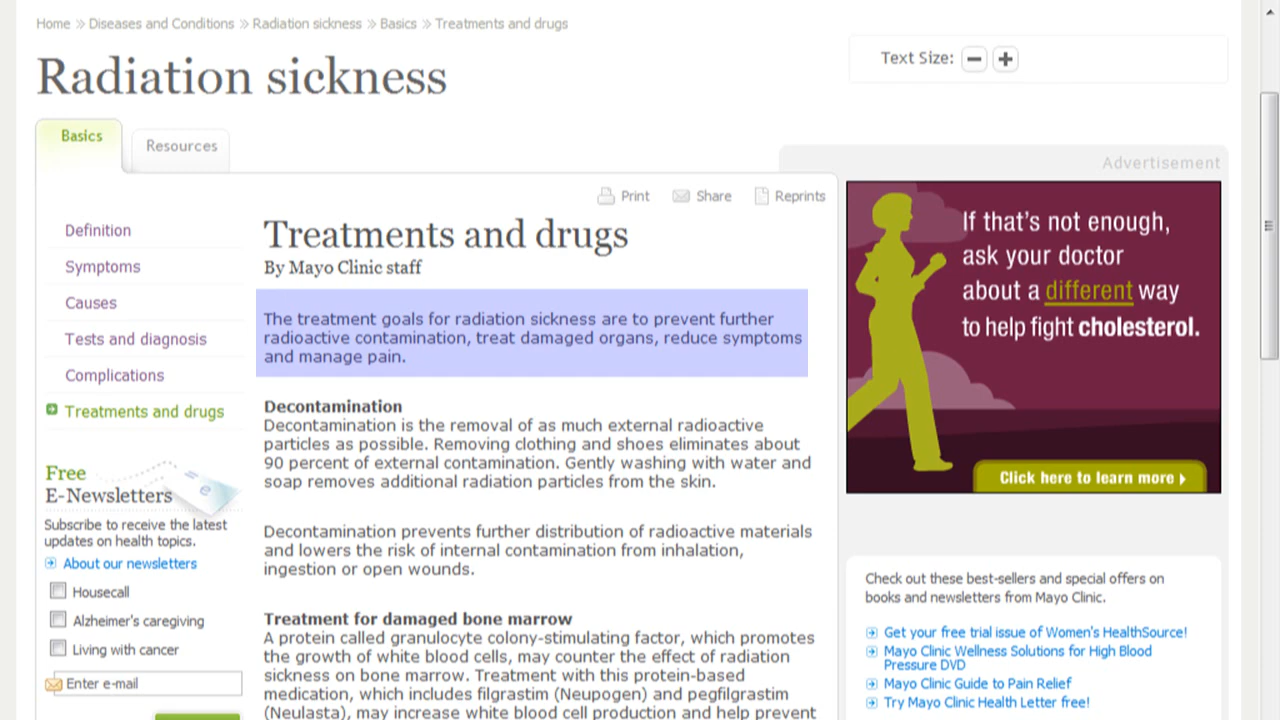 Home » Diseases and Conditions » Radiation sickness » Basics » Treatments and drugs
Radiation sickness
Text Size:
Basics
Resources
Advertisement
Print
Share
Reprints
Definition
Symptoms
Causes
Tests and diagnosis
Complications
Treatments and drugs
Free
E-Newsletters
Subscribe to receive the latest
updates on health topics.
About our newsletters
Housecall
Alzheimer's caregiving
Living with cancer
Enter e-mail
Treatments and drugs
By Mayo Clinic staff
The treatment goals for radiation sickness are to prevent further
radioactive contamination, treat damaged organs, reduce symptoms
and manage pain.
Decontamination
Decontamination is the removal of as much external radioactive
particles as possible. Removing clothing and shoes eliminates about
90 percent of external contamination. Gently washing with water and
soap removes additional radiation particles from the skin.
Decontamination prevents further distribution of radioactive materials
and lowers the risk of internal contamination from inhalation,
ingestion or open wounds.
Treatment for damaged bone marrow
A protein called granulocyte colony-stimulating factor, which promotes
the growth of white blood cells, may counter the effect of radiation
sickness on bone marrow. Treatment with this protein-based
medication, which includes filgrastim (Neupogen) and pegfilgrastim
(Neulasta), may increase white blood cell production and help prevent
If that's not enough,
ask your doctor
about a different way
to help fight cholesterol.
Click here to learn more
Check out these best-sellers and special offers on
books and newsletters from Mayo Clinic.
Get your free trial issue of Women's HealthSource!
Mayo Clinic Wellness Solutions for High Blood
Pressure DVD
Mayo Clinic Guide to Pain Relief
Try Mayo Clinic Health Letter free!